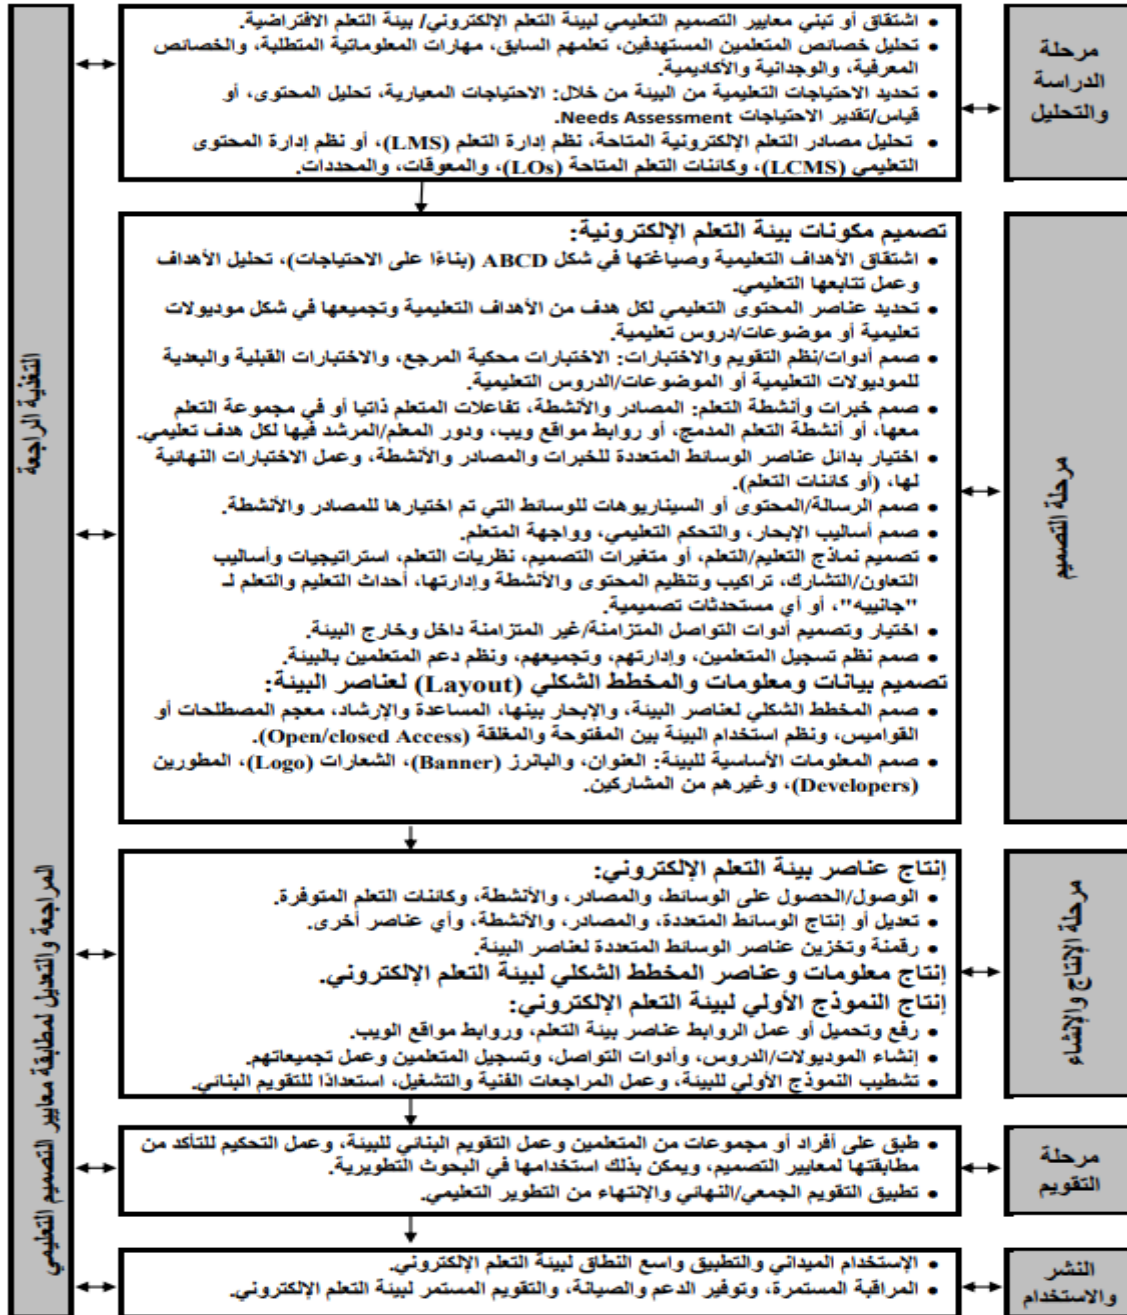 مرحلة
الدراسة
والتحليل
• اشتقاق أو تبني معايير التصميم التعليمي لبيئة التعلم الإلكتروني/ بيئة التعلم الافتراضية.
• تحليل خصائص المتعلمين المستهدفين، تعلمهم السابق، مهارات المعلوماتية المتطلبة، والخصائص
المعرفية، والوجدانية والأكاديمية.
• تحديد الاحتياجات التعليمية من البيئة من خلال: الاحتياجات المعيارية، تحليل المحتوى، أو
قياس/تقدير الاحتياجات Needs Assessment.
• تحليل مصادر التعلم الإلكترونية المتاحة، نظم إدارة التعلم (LMS)، أو نظم إدارة المحتوى
التعليمي (LCMS)، وكائنات التعلم المتاحة (LOs)، والمعوقات، والمحددات.
مرحلة التصميم
تصميم مكونات بيئة التعلم الإلكترونية:
• اشتقاق الأهداف التعليمية وصياغتها في شكل ABCD (بناءًا على الاحتياجات)، تحليل الأهداف
وعمل تتابعها التعليمي.
• تحديد عناصر المحتوى التعليمي لكل هدف من الأهداف التعليمية وتجميعها في شكل موديولات
تعليمية أو موضوعات/دروس تعليمية.
• صمم أدوات/نظم التقويم والاختبارات: الاختبارات محكية المرجع، والاختبارات القبلية والبعدية
للموديولات التعليمية أو الموضوعات/الدروس التعليمية.
• صمم خبرات وأنشطة التعلم: المصادر والأنشطة، تفاعلات المتعلم ذاتيا أو في مجموعة التعلم
معها، أو أنشطة التعلم المدمج، أو روابط مواقع ويب، ودور المعلم/المرشد فيها لكل هدف تعليمي.
• اختيار بدائل عناصر الوسائط المتعددة للخبرات والمصادر والأنشطة، وعمل الاختبارات النهائية
لها، (أو كائنات التعلم).
• صمم الرسالة/المحتوى أو السيناريوهات للوسائط التي تم اختيارها للمصادر والأنشطة.
• صمم أساليب الإبحار، والتحكم التعليمي، وواجهة المتعلم.
• تصميم نماذج التعليم/التعلم، أو متغيرات التصميم، نظريات التعلم، استراتيجيات وأساليب
التعاون/التشارك، تراكيب وتنظيم المحتوى والأنشطة وإدارتها، أحداث التعليم والتعلم لـ
"جانييه"، أو أي مستحدثات تصميمية.
• اختيار وتصميم أدوات التواصل المتزامنة/غير المتزامنة داخل وخارج البيئة.
• صمم نظم تسجيل المتعلمين، وإدارتهم، وتجميعهم، ونظم دعم المتعلمين بالبيئة.
تصميم بيانات ومعلومات والمخطط الشكلي (Layout) لعناصر البيئة:
• صمم المخطط الشكلي لعناصر البيئة، والإبحار بينها، المساعدة والإرشاد، معجم المصطلحات أو
القواميس، ونظم استخدام البيئة بين المفتوحة والمغلقة (Open/closed Access).
• صمم المعلومات الأساسية للبيئة: العنوان، والبانرز (Banner)، الشعارات (Logo)، المطورين
(Developers)، وغيرهم من المشاركين.
مرحلة الإنتاج والإنشاء
إنتاج عناصر بيئة التعلم الإلكتروني:
• الوصول/الحصول على الوسائط، والمصادر، والأنشطة، وكائنات التعلم المتوفرة.
• تعديل أو إنتاج الوسائط المتعددة، والمصادر، والأنشطة، وأي عناصر أخرى.
• رقمنة وتخزين عناصر الوسائط المتعددة لعناصر البيئة.
إنتاج معلومات وعناصر المخطط الشكلي لبيئة التعلم الإلكتروني.
إنتاج النموذج الأولي لبيئة التعلم الإلكتروني:
• رفع وتحميل أو عمل الروابط عناصر بيئة التعلم، وروابط مواقع الويب.
• إنشاء الموديولات/الدروس، وأدوات التواصل، وتسجيل المتعلمين وعمل تجميعاتهم.
• تشطيب النموذج الأولي للبيئة، وعمل المراجعات الفنية والتشغيل، استعدادًا للتقويم البنائي.
مرحلة
التقويم
• طبق على أفراد أو مجموعات من المتعلمين وعمل التقويم البنائي للبيئة، وعمل التحكيم للتأكد من
مطابقتها لمعايير التصميم، ويمكن بذلك استخدامها في البحوث التطويرية.
• تطبيق التقويم الجمعي/النهائي والإنتهاء من التطوير التعليمي.
النشر
والاستخدام
• الإستخدام الميداني والتطبيق واسع النطاق لبيئة التعلم الإلكتروني.
• المراقبة المستمرة، وتوفير الدعم والصيانة، والتقويم المستمر لبيئة التعلم الإلكتروني.
التغذية الراجعة
المراجعة والتعديل لمطابقة معايير التصميم التعليمي